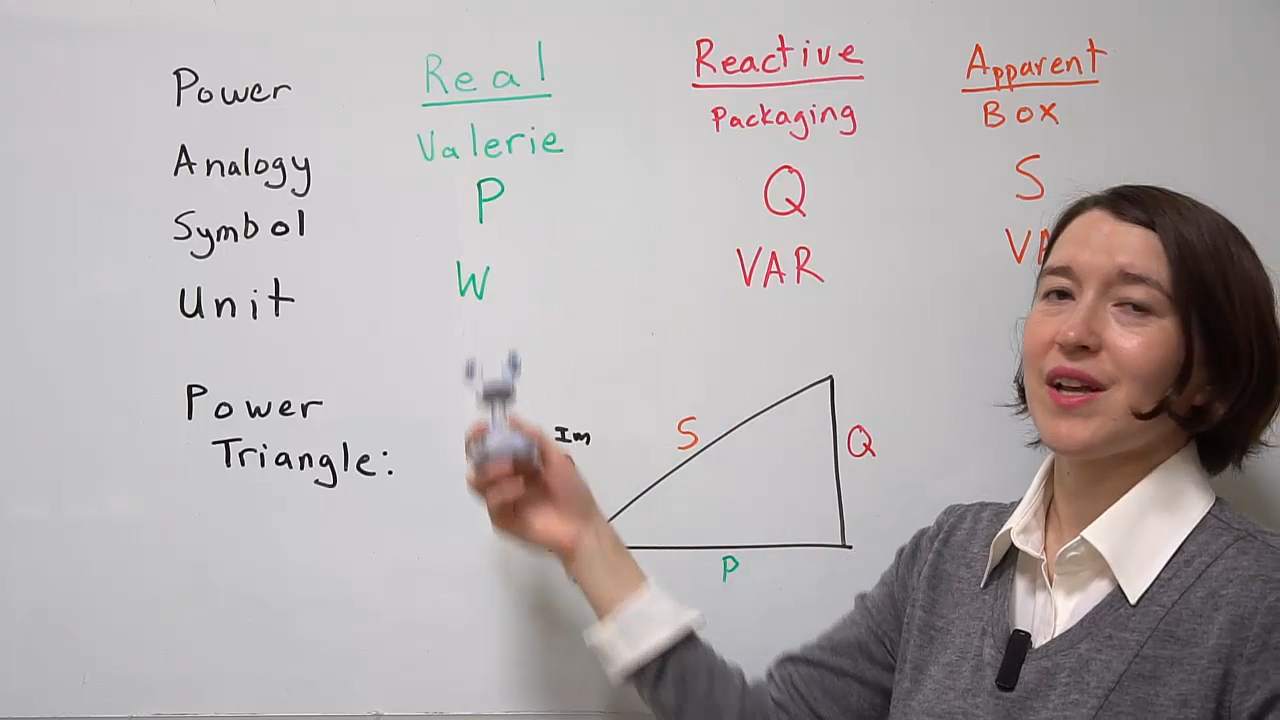 Power Real Reactive Apparent
Analogy Valerie Packaging Box
Symbol P Q S
Unit W VAR
Power
Triangle:
Im
S
Q
P